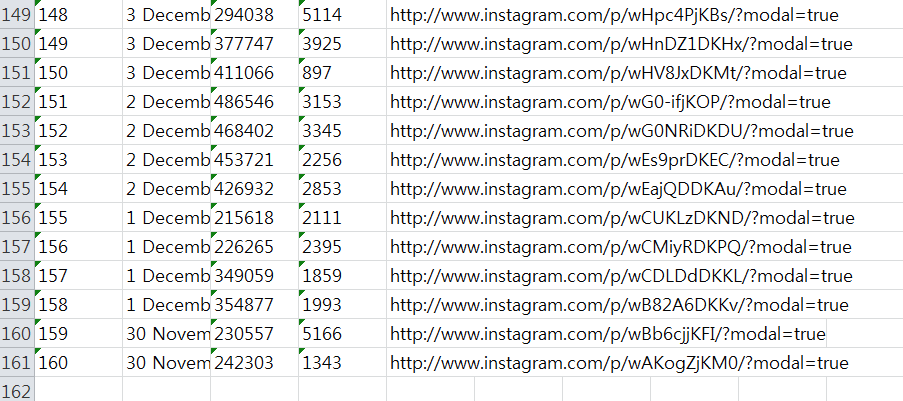 149 148 3 Decemb 294038 5114 http://www.instagram.com/p/wHpc4PjKBs/?modal=true
150 149 3 Decemb 377747 3925 http://www.instagram.com/p/wHnDZ1DKHx/?modal=true
151 150 3 Decemb 411066 897 http://www.instagram.com/p/wHV8JxDKMt/?modal=true
152 151 2 Decemb 486546 3153 http://www.instagram.com/p/wG0-ifjKOP/?modal=true
153 152 2 Decemb 468402 3345 http://www.instagram.com/p/wG0NRiDKDU/?modal=true
154 153 2 Decemb 453721 2256 http://www.instagram.com/p/wEs9prDKEC/?modal=true
155 154 2 Decemb 426932 2853 http://www.instagram.com/p/wEajQDDKAu/?modal=true
156 155 1 Decemb 215618 2111 http://www.instagram.com/p/wCUKLzDKND/?modal=true
157 156 1 Decemb 226265 2395 http://www.instagram.com/p/wCMiyRDKPQ/?modal=true
158 157 1 Decemb 349059 1859 http://www.instagram.com/p/wCDLDdDKKL/?modal=true
159 158 1 Decemb 354877 1993 http://www.instagram.com/p/wB82A6DKKv/?modal=true
160 159 30 Novem 230557 5166 http://www.instagram.com/p/wBb6cjjKFI/?modal=true
161 160 30 Novem 242303 1343 http://www.instagram.com/p/wAKogZjKM0/?modal=true
162